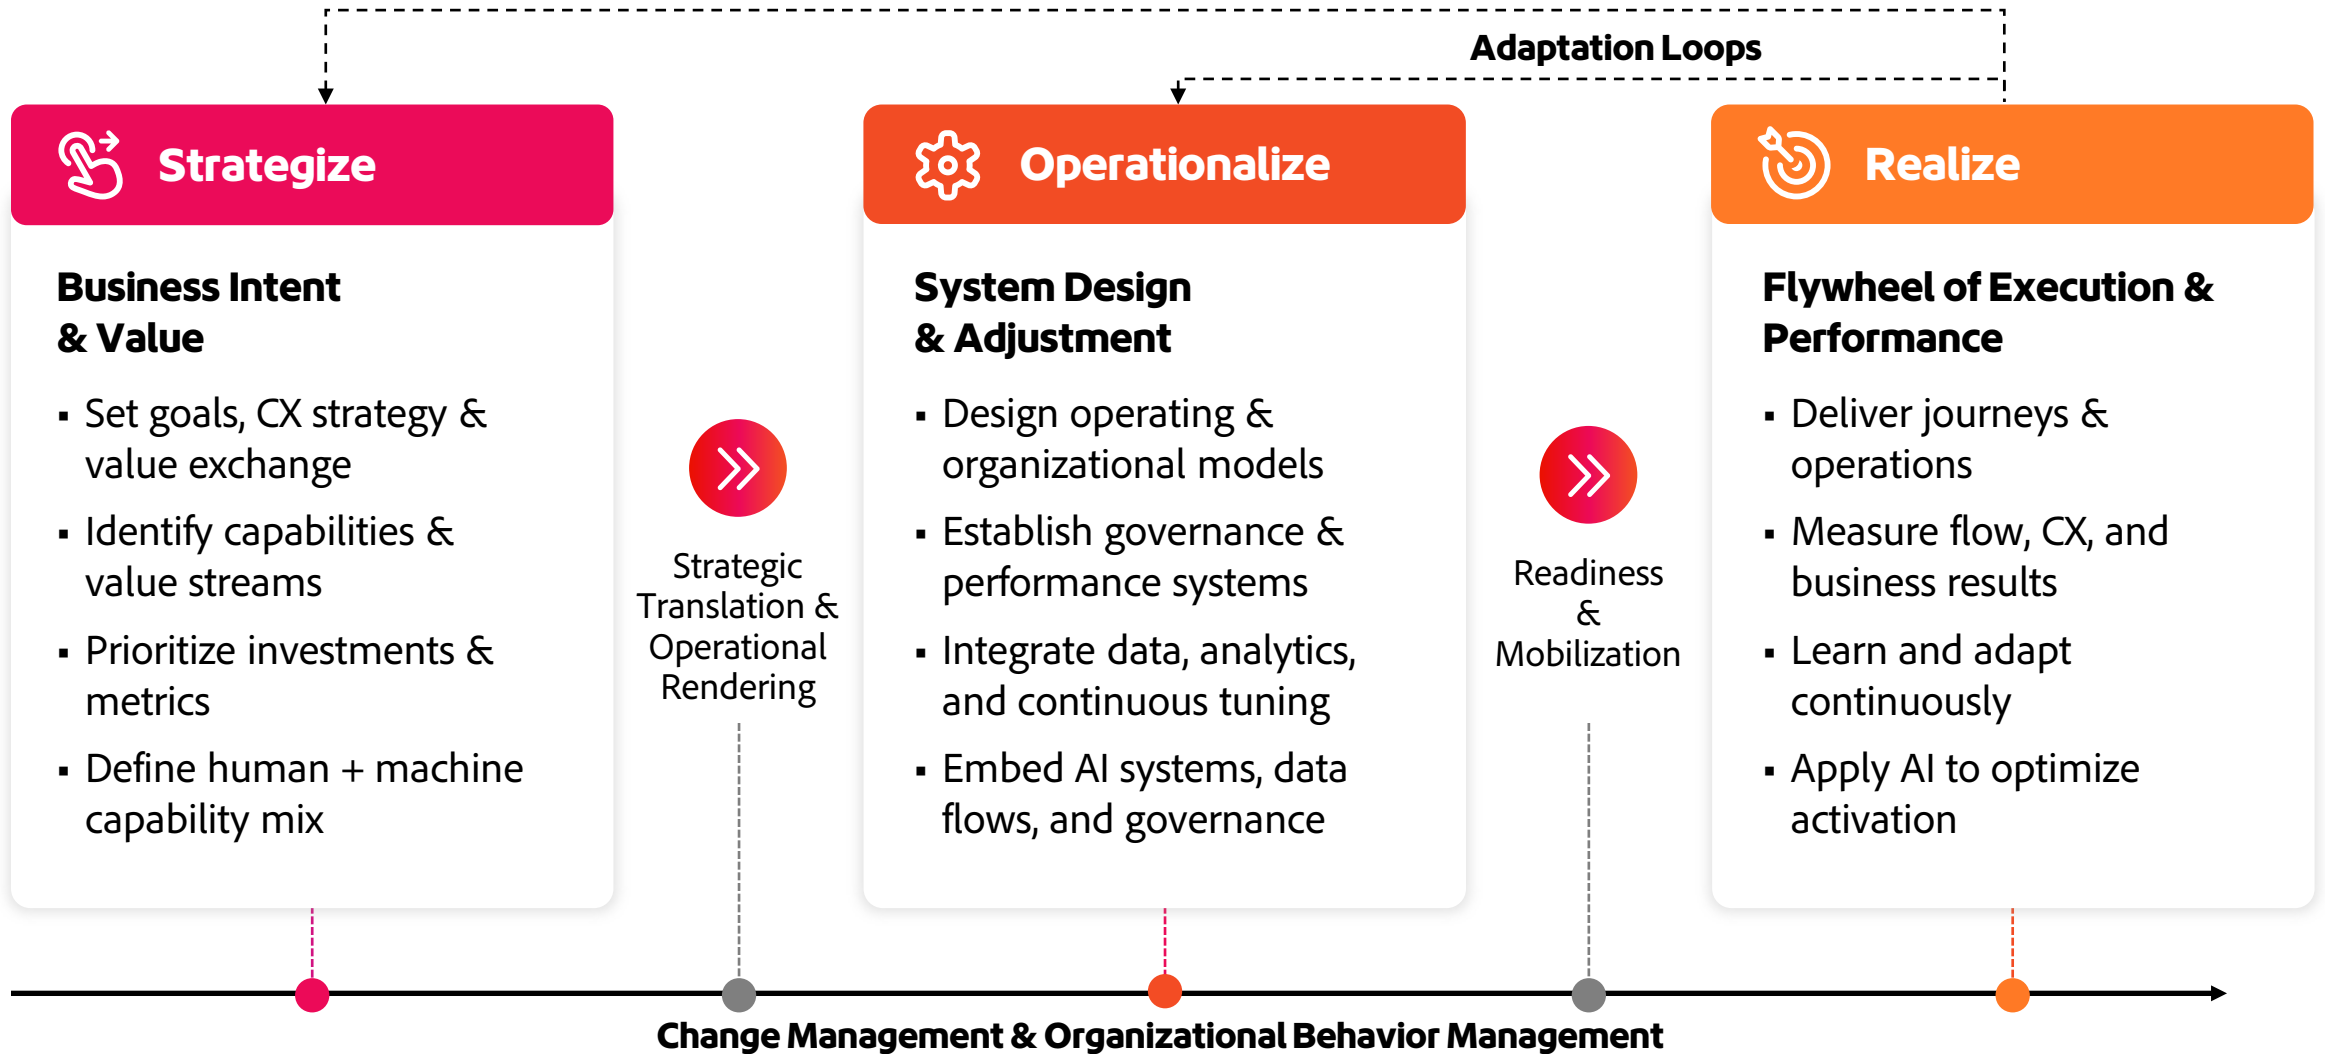 Adaptation Loops
Strategize
Business Intent
& Value
▪ Set goals, CX strategy &
value exchange
▪ Identify capabilities &
value streams
▪ Prioritize investments &
metrics
▪ Define human + machine
capability mix
Strategic
Translation &
Operational
Rendering
Operationalize
System Design
& Adjustment
▪ Design operating &
organizational models
▪ Establish governance &
performance systems
▪ Integrate data, analytics,
and continuous tuning
▪ Embed AI systems, data
flows, and governance
Readiness
&
Mobilization
Realize
Flywheel of Execution &
Performance
▪ Deliver journeys &
operations
▪ Measure flow, CX, and
business results
▪ Learn and adapt
continuously
▪ Apply AI to optimize
activation
Change Management & Organizational Behavior Management